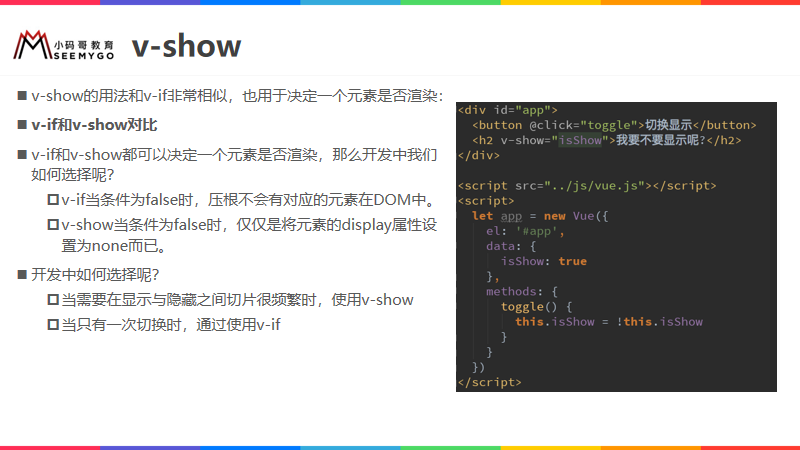 小码哥教育
SEEMYGO
v-show
v-show的用法和v-if非常相似，也用于决定一个元素是否渲染：
v-if和v-show对比
v-if和v-show都可以决定一个元素是否渲染，那么开发中我们
如何选择呢？
v-if当条件为false时，压根不会有对应的元素在DOM中。
v-show当条件为false时，仅仅是将元素的display属性设
置为none而已。
开发中如何选择呢？
当需要在显示与隐藏之间切片很频繁时，使用v-show
当只有一次切换时，通过使用v-if
<div id="app">
  <button @click="toggle">切换显示</button>
  <h2 v-show="isShow">我要不要显示呢?</h2>
</div>
<script src="../js/vue.js"></script>
<script>
  let app = new Vue({
    el: '#app',
    data: {
      isShow: true
    },
    methods: {
      toggle() {
        this.isShow = !this.isShow
      }
    }
  })
</script>